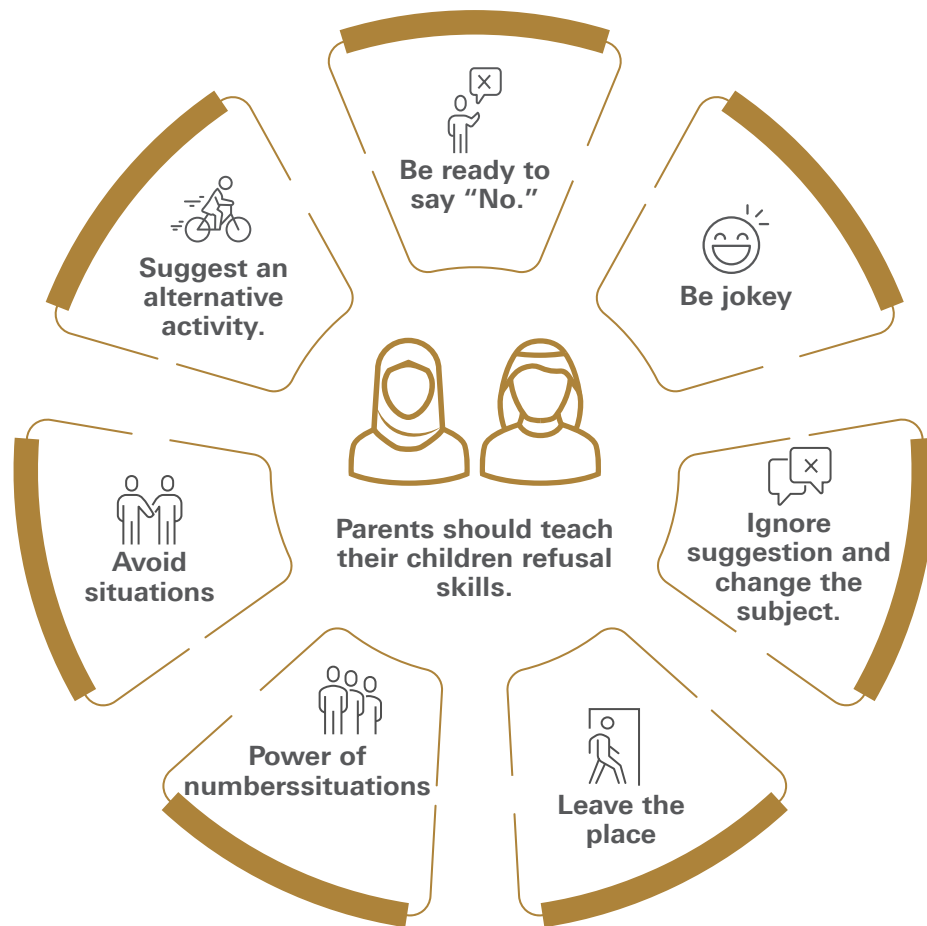 Be ready to
say “No.”
Be jokey
Ignore
suggestion and
change the
subject.
Leave the
place
Power of
numberssituations
Avoid
situations
Suggest an
alternative
activity.
Parents should teach
their children refusal
skills.